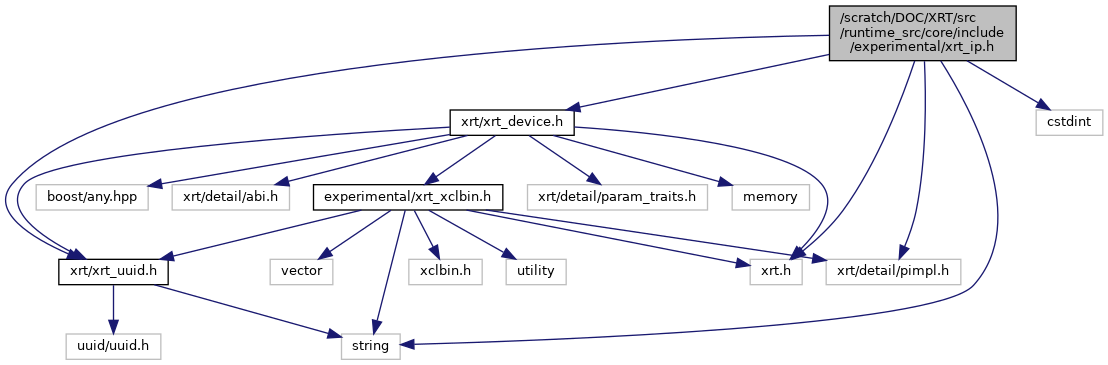 /scratch/DOC/XRT/src
/runtime_src/core/include
/experimental/xrt_ip.h
xrt/xrt_device.h
cstdint
boost/any.hpp
xrt/detail/abi.h
experimental/xrt_xclbin.h
xrt/detail/param_traits.h
memory
xrt/xrt_uuid.h
vector
xclbin.h
utility
xrt.h
xrt/detail/pimpl.h
uuid/uuid.h
string